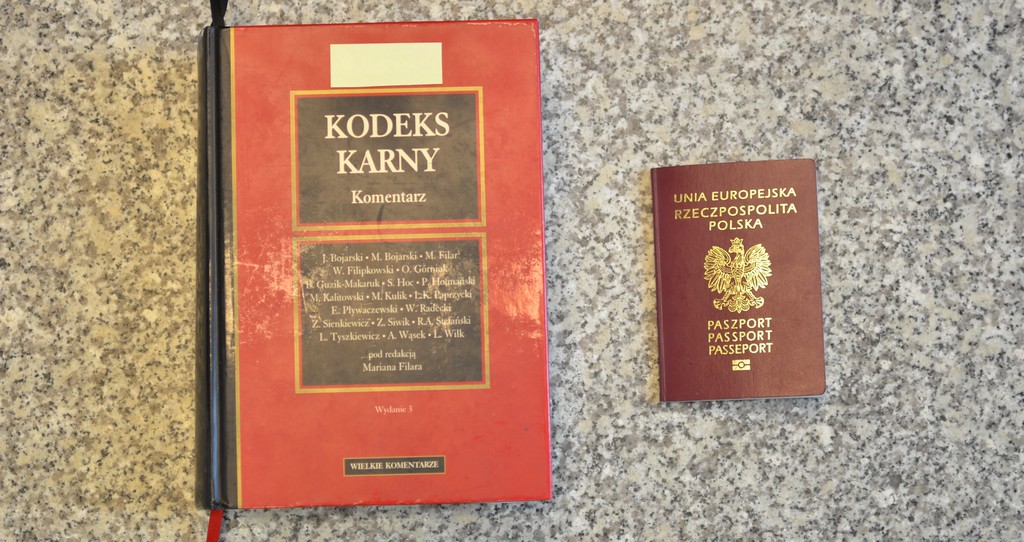 KODEKS
KARNY
Komentarz
J. Bojarski • M. Bojarski • M. Filar
W. Filipkowski • O. Górniok
B. Guzik-Makaruk • S. Hoc • P. Hofmański
M. Kalitowski • M. Kulik • L.K. Paprzycki
E. Pływaczewski • W. Radecki
Z. Sienkiewicz • Z. Siwik • R.A. Stefański
L. Tyszkiewicz • A. Wąsek • L. Wilk
pod redakcją
Mariana Filara
Wydanie 3
WIELKIE KOMENTARZE
UNIA EUROPEJSKA
RZECZPOSPOLITA
POLSKA
PASZPORT
PASSPORT
PASSEPORT